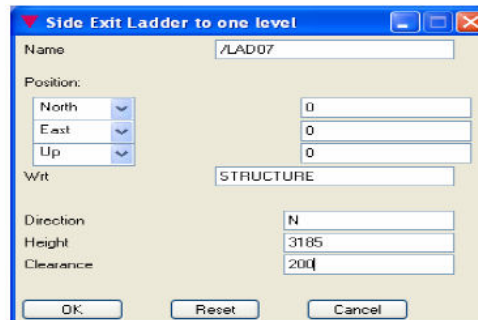 Side Exit Ladder to one level
Name /LAD07
Position:
North 0
East 0
Up 0
Wrt STRUCTURE
Direction N
Height 3185
Clearance 200
OK Reset Cancel